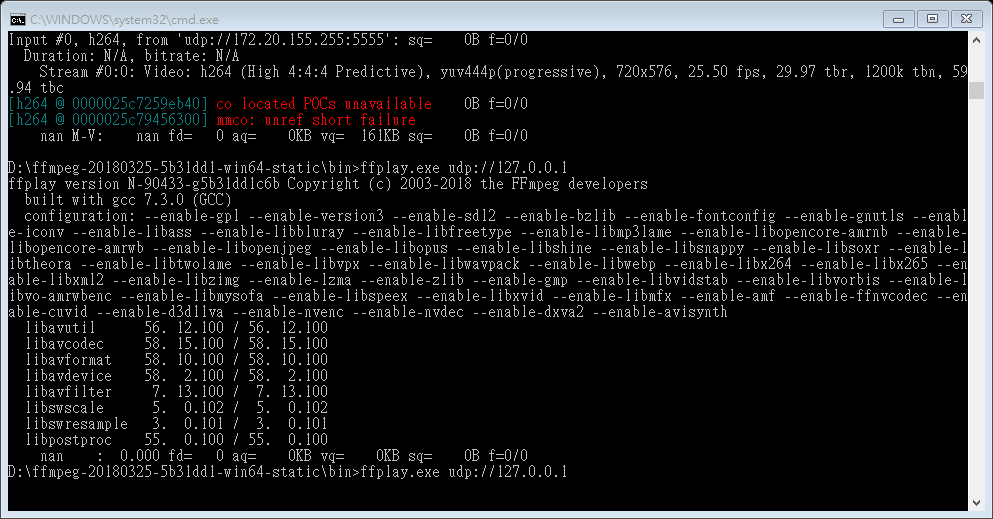 C:\WINDOWS\system32\cmd.exe
Input #0, h264, from 'udp://172.20.155.255:5555': sq=    0B f=0/0
  Duration: N/A, bitrate: N/A
    Stream #0:0: Video: h264 (High 4:4:4 Predictive), yuv444p(progressive), 720x576, 25.50 fps, 29.97 tbr, 1200k tbn, 59
.94 tbc
[h264 @ 0000025c7259eb40] co located POCs unavailable    0B f=0/0
[h264 @ 0000025c79456300] mmco: unref short failure
    nan M-V:    nan fd=   0 aq=    0KB vq=  161KB sq=    0B f=0/0
D:\ffmpeg-20180325-5b31dd1-win64-static\bin>ffplay.exe udp://127.0.0.1
ffplay version N-90433-g5b31dd1c6b Copyright (c) 2003-2018 the FFmpeg developers
  built with gcc 7.3.0 (GCC)
  configuration: --enable-gpl --enable-version3 --enable-sdl2 --enable-bzlib --enable-fontconfig --enable-gnutls --enabl
e-iconv --enable-libass --enable-libbluray --enable-libfreetype --enable-libmp3lame --enable-libopencore-amrnb --enable-
libopencore-amrwb --enable-libopenjpeg --enable-libopus --enable-libshine --enable-libsnappy --enable-libsoxr --enable-l
ibtheora --enable-libtwolame --enable-libvpx --enable-libwavpack --enable-libwebp --enable-libx264 --enable-libx265 --en
able-libxml2 --enable-libzimg --enable-lzma --enable-zlib --enable-gmp --enable-libvidstab --enable-libvorbis --enable-l
ibvo-amrwbenc --enable-libmysofa --enable-libspeex --enable-libxvid --enable-libmfx --enable-amf --enable-ffnvcodec --en
able-cuvid --enable-d3d11va --enable-nvenc --enable-nvdec --enable-dxva2 --enable-avisynth
  libavutil      56. 12.100 / 56. 12.100
  libavcodec     58. 15.100 / 58. 15.100
  libavformat    58. 10.100 / 58. 10.100
  libavdevice    58.  2.100 / 58.  2.100
  libavfilter     7. 13.100 /  7. 13.100
  libswscale      5.  0.102 /  5.  0.102
  libswresample   3.  0.101 /  3.  0.101
  libpostproc    55.  0.100 / 55.  0.100
    nan    :  0.000 fd=   0 aq=    0KB vq=    0KB sq=    0B f=0/0
D:\ffmpeg-20180325-5b31dd1-win64-static\bin>ffplay.exe udp://127.0.0.1